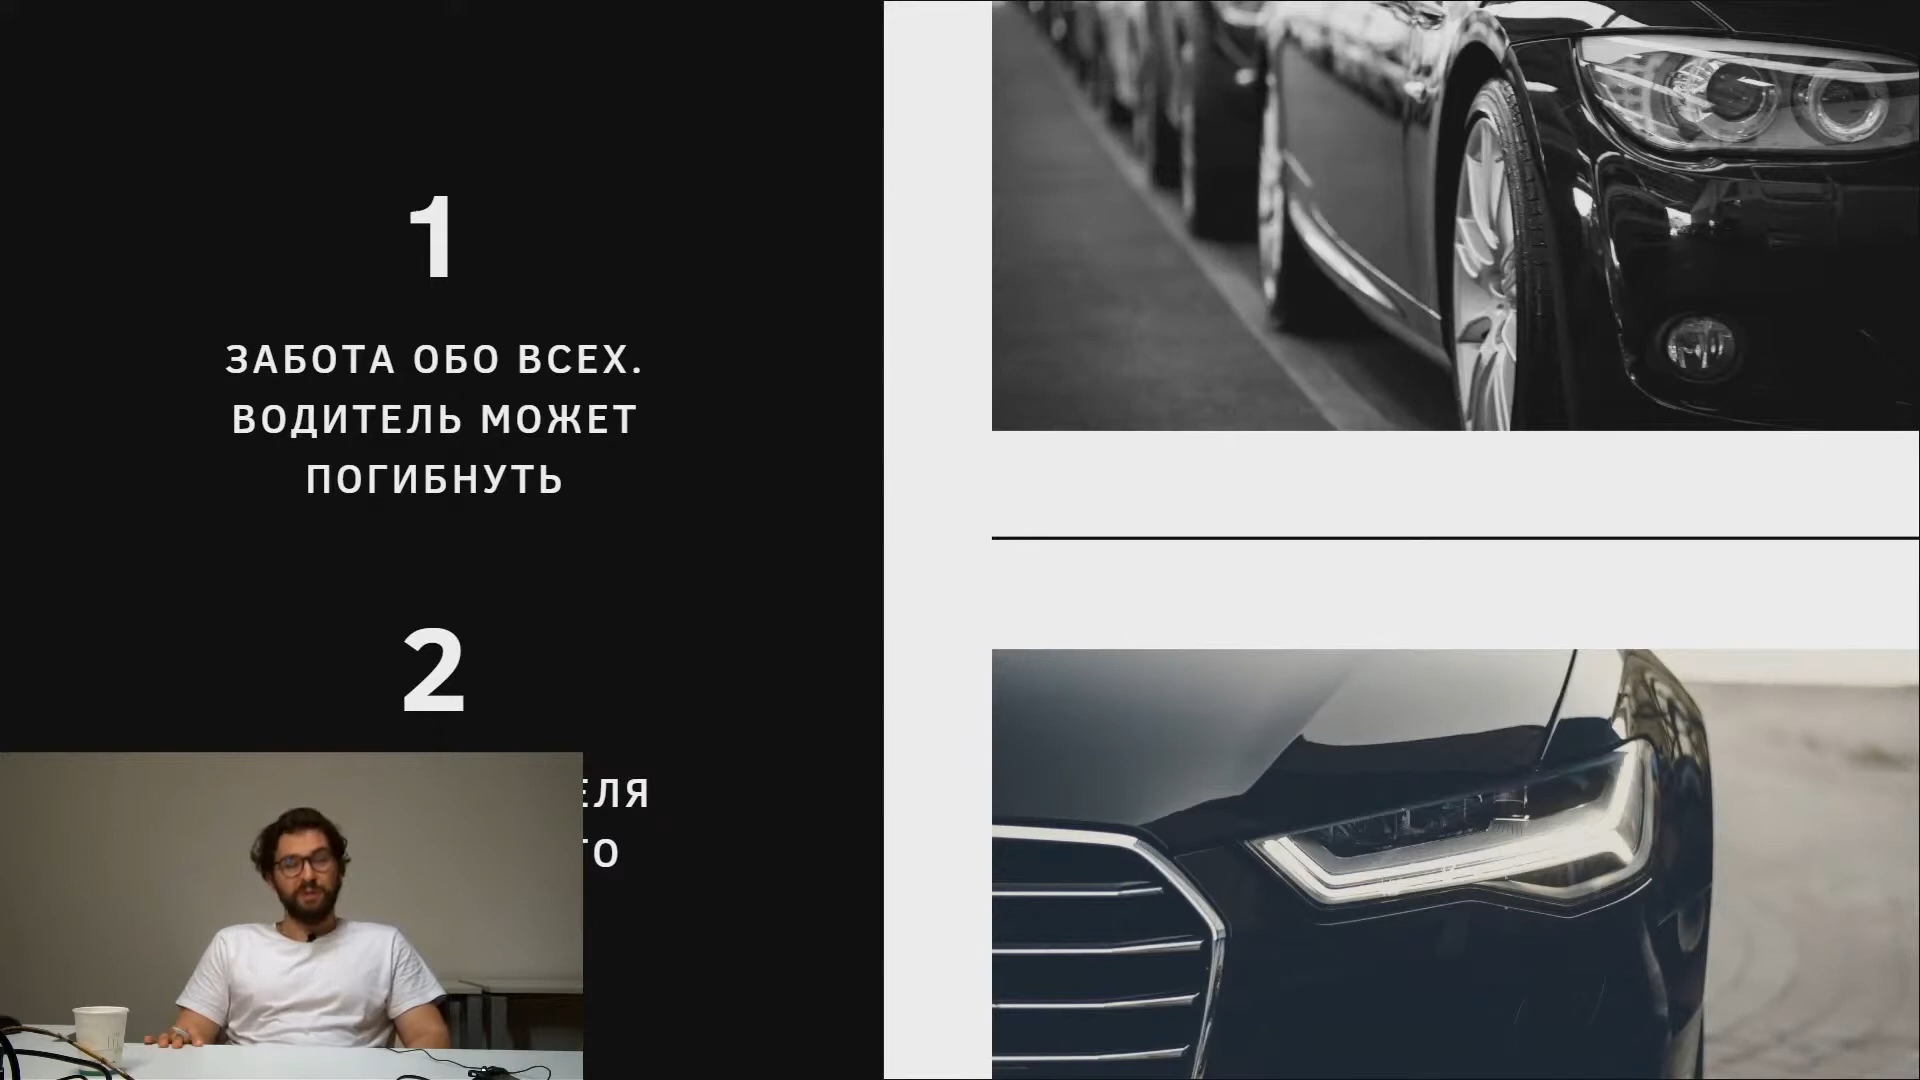 1
ЗАБОТА ОБО ВСЕХ.
ВОДИТЕЛЬ МОЖЕТ
ПОГИБНУТЬ
2